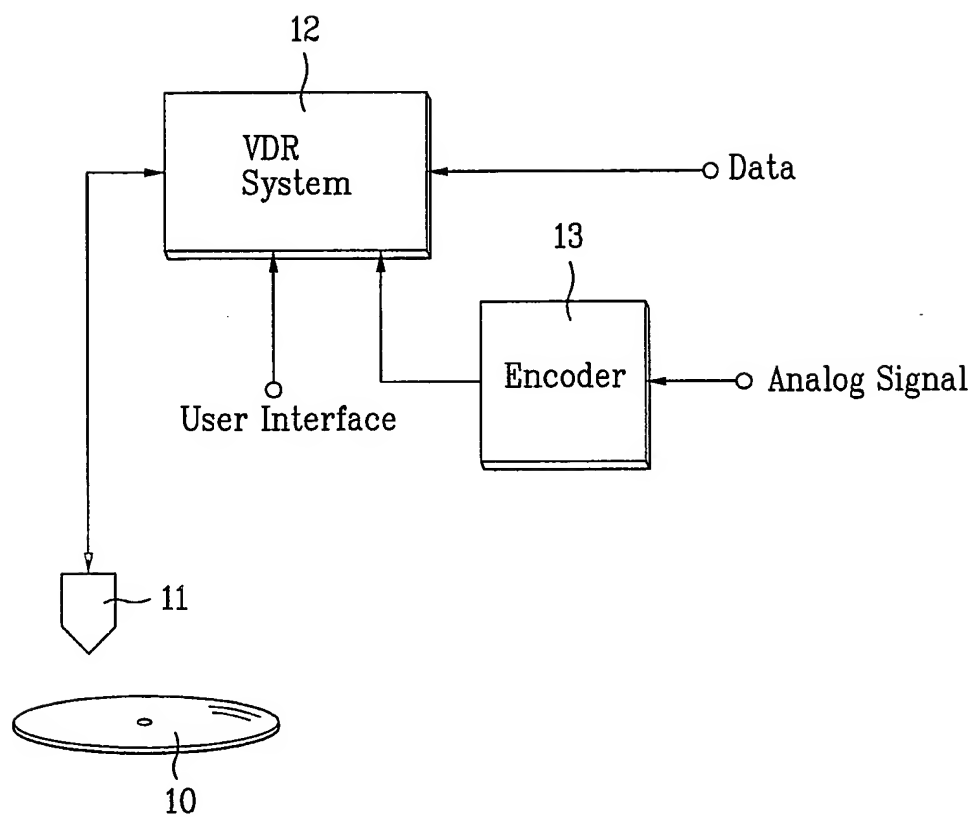 12
VDR
System
Data
13
Encoder
Analog Signal
User Interface
11
10